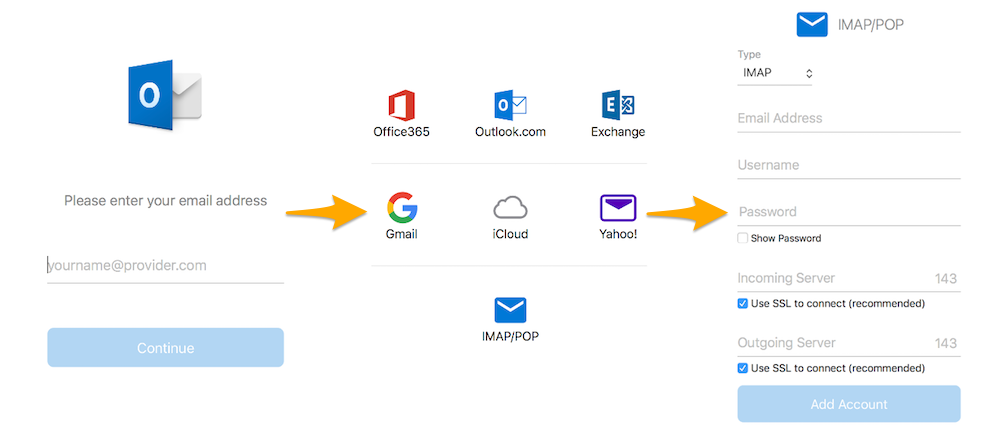 O
Please enter your email address
yourname@provider.com
Continue
O
E
Office365
Outlook.com
Exchange
G
Gmail
iCloud
Yahoo!
IMAP/POP
IMAP/POP
Type
IMAP
Email Address
Username
Password
Show Password
Incoming Server 143
Use SSL to connect (recommended)
Outgoing Server 143
Use SSL to connect (recommended)
Add Account